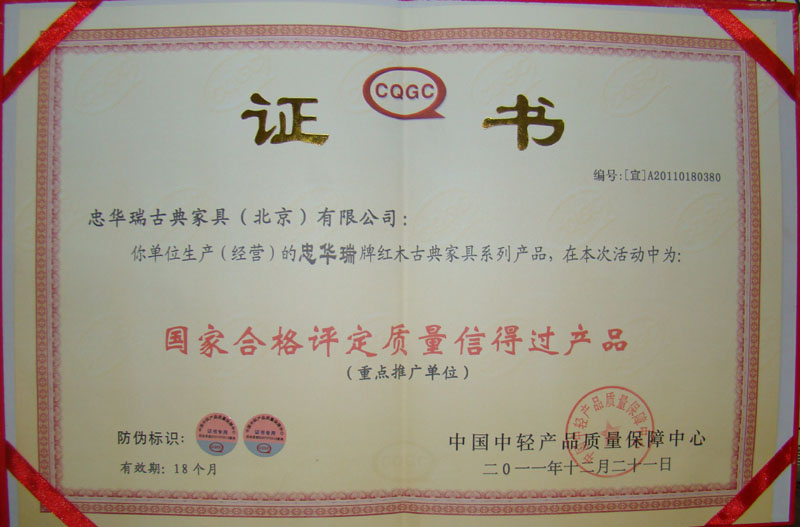 证 CQGC 书
编号:[宣]A20110180380
忠华瑞古典家具(北京)有限公司:
你单位生产(经营)的忠华瑞牌红木古典家具系列产品,在本次活动中为:
国家合格评定质量信得过产品
(重点推广单位)
防伪标识:
中国中轻产品质量保障中心
有效期:18个月
二0一一年十二月二十一日